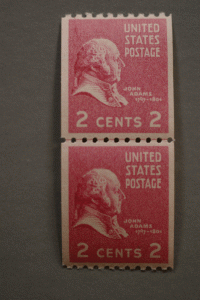 UNITED
STATES
POSTAGE
JOHN
ADAMS
1797-1801
2 CENTS 2
UNITED
STATES
POSTAGE
JOHN
ADAMS
1797-1801
2 CENTS 2